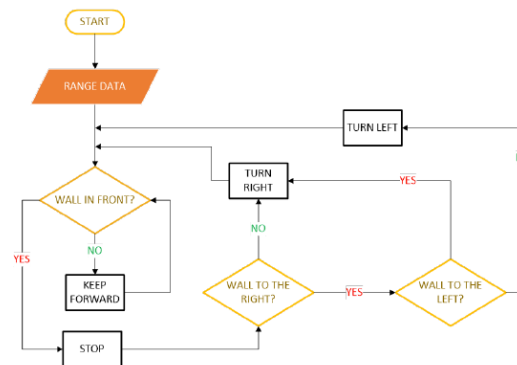 START
RANGE DATA
TURN LEFT
TURN
RIGHT
YES
WALL IN FRONT?
NO
YES
NO
KEEP
FORWARD
WALL TO THE
RIGHT?
YES
WALL TO THE
LEFT?
STOP